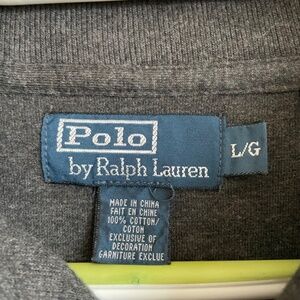 Polo
by Ralph Lauren
L/G
MADE IN CHINA
FAIT EN CHINE
100% COTTON/
COTON
EXCLUSIVE OF
DECORATION
GARNITURE EXCLUE